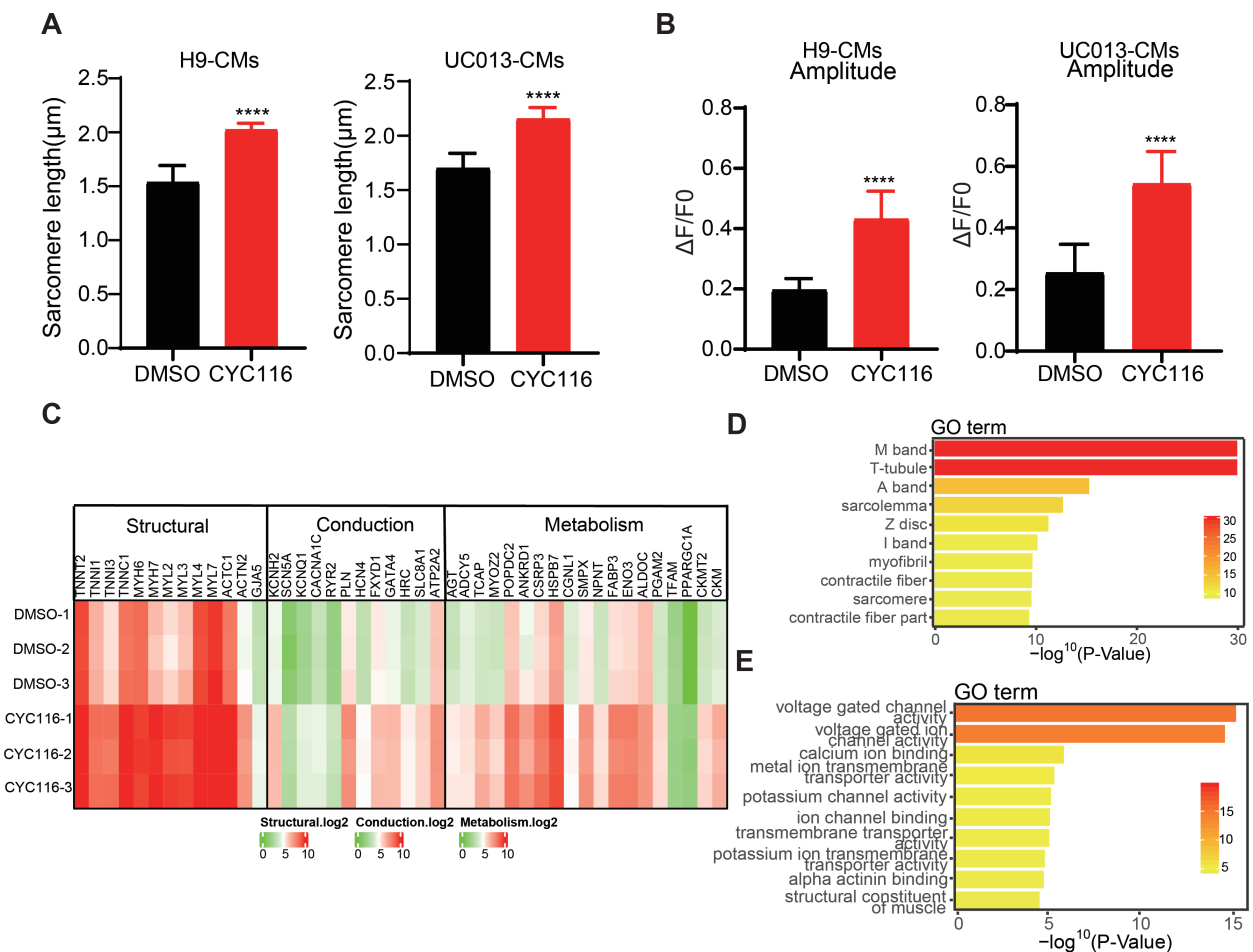 A
H9-CMs
Sarcomere length(μm)
2.5
2.0
1.5
1.0
0.5
0.0
****
DMSO CYC116
UC013-CMs
Sarcomere length(μm)
2.5
2.0
1.5
1.0
0.5
0.0
****
DMSO CYC116
B
H9-CMs
Amplitude
ΔF/F0
0.8
0.6
0.4
0.2
0.0
****
DMSO CYC116
UC013-CMs
Amplitude
ΔF/F0
0.8
0.6
0.4
0.2
0.0
****
DMSO CYC116
C
Structural
Conduction
Metabolism
TNNT2
TNNI1
TNNI3
TNNC1
MYH6
MYH7
MYL2
MYL3
MYL4
MYL7
ACTC1
ACTN2
GJA5
KCNH2
SCN5A
KCNQ1
CACNA1C
RYR2
PLN
HCN4
FXYD1
GATA4
HRC
SLC8A1
ATP2A2
AGT
ADCY5
TCAP
MYOZ2
POPDC2
ANKRD1
CSRP3
HSPB7
CGNL1
SMPX
NPNT
FABP3
ENO3
ALDOC
PGAM2
TFAM
PPARGC1A
CKMT2
CKM
DMSO-1
DMSO-2
DMSO-3
CYC116-1
CYC116-2
CYC116-3
Structural.log2 Conduction.log2 Metabolism.log2
0 5 10 0 5 10 0 5 10
D
GO term
M band
T-tubule
A band
sarcolemma
Z disc
I band
myofibril
contractile fiber
sarcomere
contractile fiber part
30
25
20
15
10
0 10 20 30
−log10(P-Value)
E
GO term
voltage gated channel
activity
voltage gated ion
channel activity
calcium ion binding
metal ion transmembrane
transporter activity
potassium channel activity
ion channel binding
transmembrane transporter
activity
potassium ion transmembrane
transporter activity
alpha actinin binding
structural constituent
of muscle
15
10
5
0 5 10 15
−log10(P-Value)